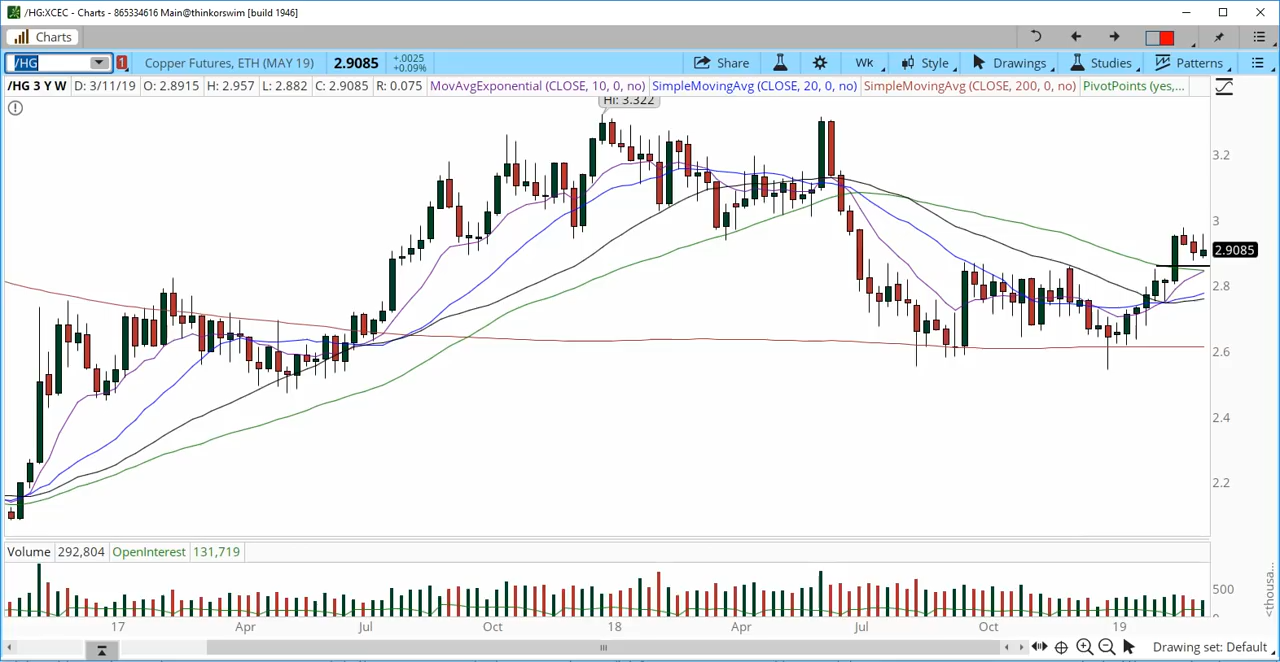 /HG:XCEC - Charts - 865334616 Main@thinkorswim [build 1946]
Charts
/HG 1 Copper Futures, ETH (MAY 19) 2.9085 +.0025 +0.09% Share Wk Style Drawings Studies Patterns
/HG 3 Y W D: 3/11/19 O: 2.8915 H: 2.957 L: 2.882 C: 2.9085 R: 0.075 MovAvgExponential (CLOSE, 10, 0, no) SimpleMovingAvg (CLOSE, 20, 0, no) SimpleMovingAvg (CLOSE, 200, 0, no) PivotPoints (yes,...
Hi: 3.322
3.2
3
2.9085
2.8
2.6
2.4
2.2
Volume 292,804 OpenInterest 131,719
500
<thousa...
17 Apr Jul Oct 18 Apr Jul Oct 19
Drawing set: Default